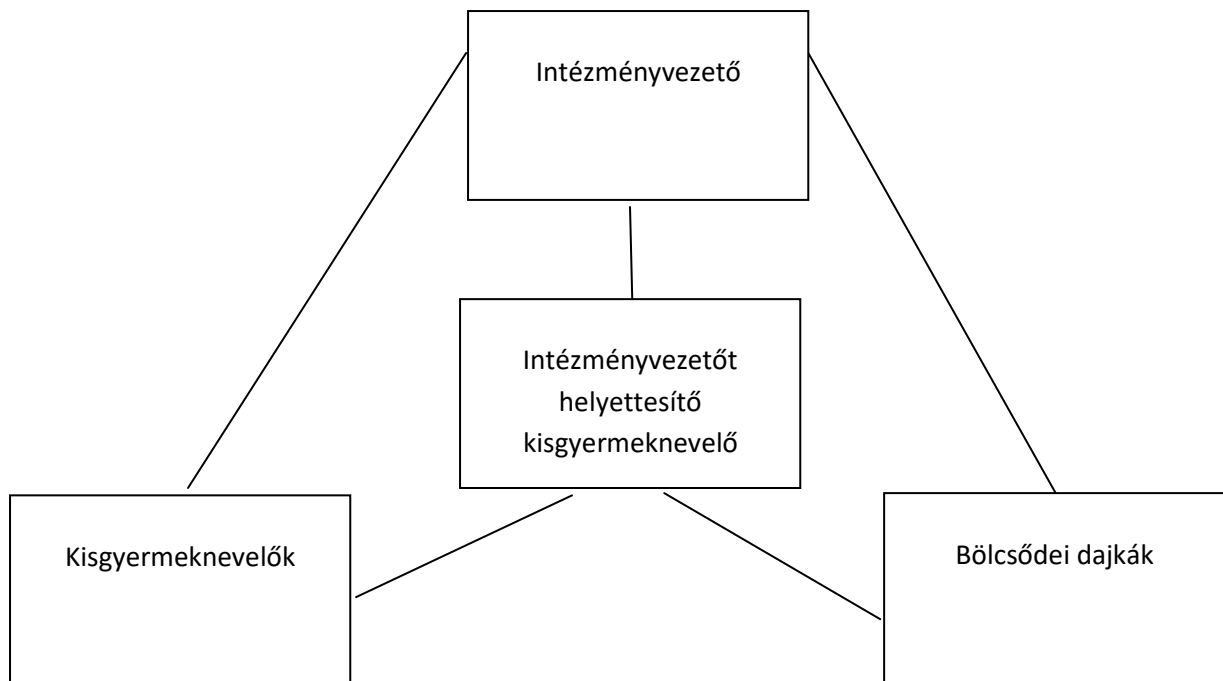 Intézményvezető
Intézményvezetőt
helyettesítő
kisgyermeknevelő
Kisgyermeknevelők
Bölcsődei dajkák